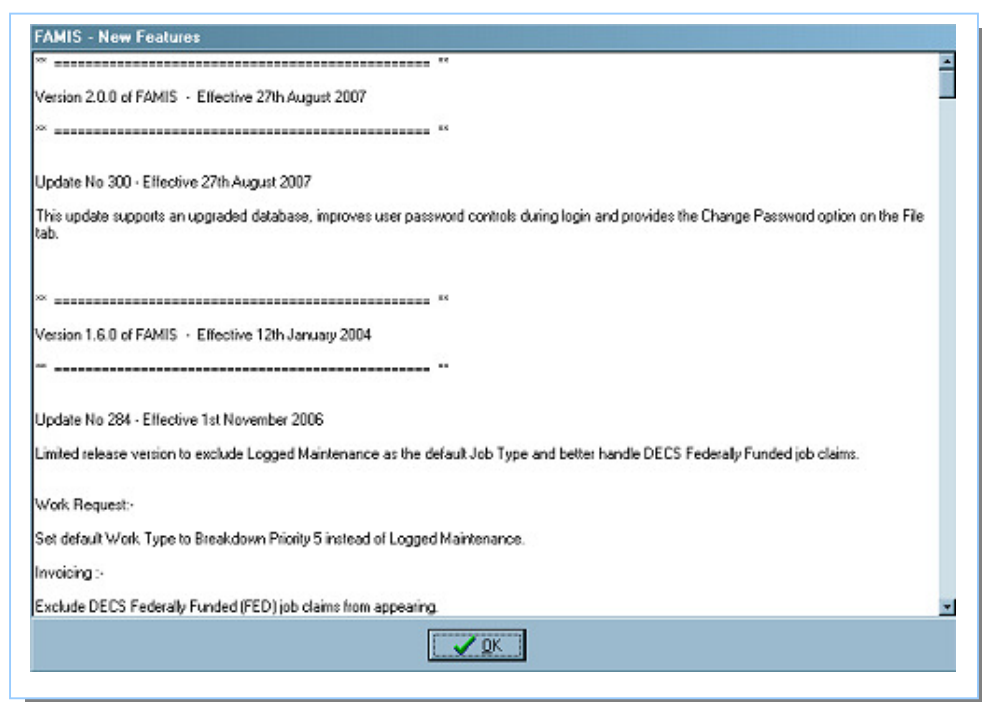 FAMIS - New Features
** ================================================ **
Version 2.0.0 of FAMIS - Effective 27th August 2007
** ================================================ **
Update No 300 - Effective 27th August 2007
This update supports an upgraded database, improves user password controls during login and provides the Change Password option on the File
tab.
** ================================================ **
Version 1.6.0 of FAMIS - Effective 12th January 2004
** ================================================ **
Update No 284 - Effective 1st November 2006
Limited release version to exclude Logged Maintenance as the default Job Type and better handle DECS Federally Funded job claims.
Work Request:-
Set default Work Type to Breakdown Priority 5 instead of Logged Maintenance.
Invoicing :-
Exclude DECS Federally Funded (FED) job claims from appearing.
OK